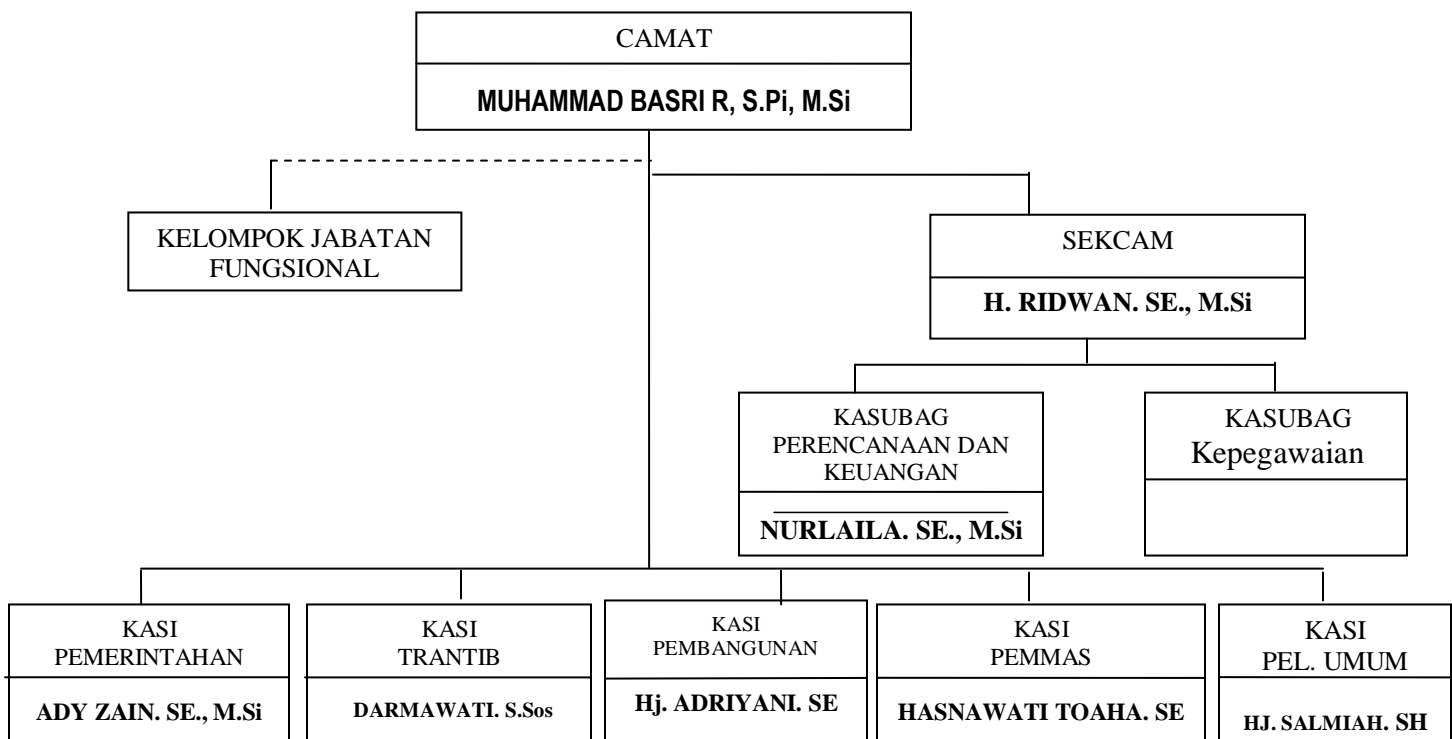 CAMAT
MUHAMMAD BASRI R, S.Pi, M.Si
KELOMPOK JABATAN
FUNGSIONAL
SEKCAM
H. RIDWAN. SE., M.Si
KASUBAG
PERENCANAAN DAN
KEUANGAN
NURLAILA. SE., M.Si
KASUBAG
Kepegawaian
KASI
PEMERINTAHAN
ADY ZAIN. SE., M.Si
KASI
TRANTIB
DARMAWATI. S.Sos
KASI
PEMBANGUNAN
Hj. ADRIYANI. SE
KASI
PEMMAS
HASNAWATI TOAHA. SE
KASI
PEL. UMUM
HJ. SALMIAH. SH